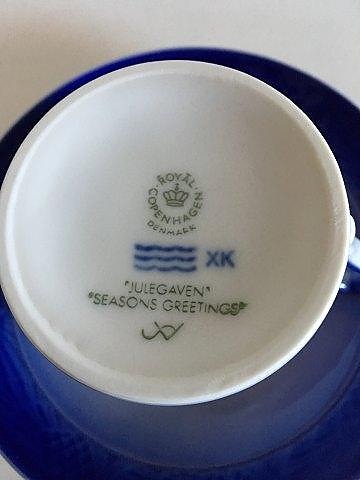 ROYAL
COPENHAGEN
DENMARK
XK
"JULEGAVEN"
"SEASONS GREETINGS"